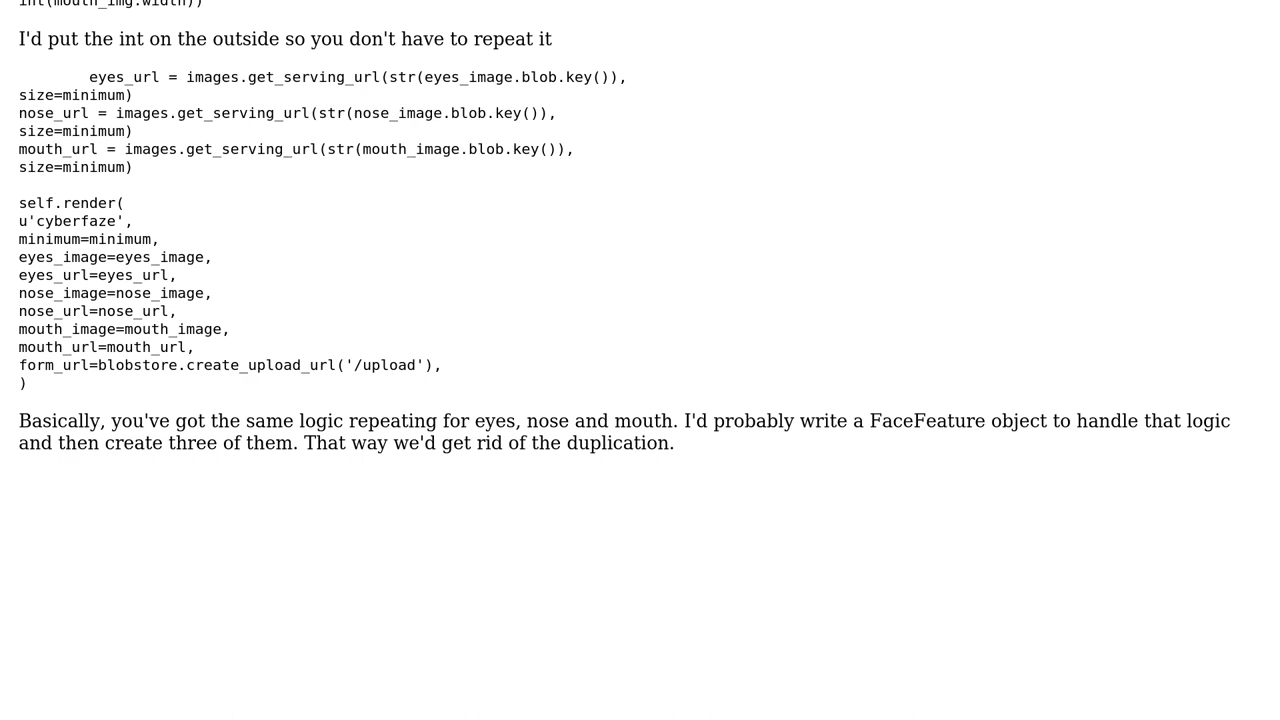 int(mouth_img.width))
I'd put the int on the outside so you don't have to repeat it
eyes_url = images.get_serving_url(str(eyes_image.blob.key()),
size=minimum)
nose_url = images.get_serving_url(str(nose_image.blob.key()),
size=minimum)
mouth_url = images.get_serving_url(str(mouth_image.blob.key()),
size=minimum)
self.render(
u'cyberfaze',
minimum=minimum,
eyes_image=eyes_image,
eyes_url=eyes_url,
nose_image=nose_image,
nose_url=nose_url,
mouth_image=mouth_image,
mouth_url=mouth_url,
form_url=blobstore.create_upload_url('/upload'),
)
Basically, you've got the same logic repeating for eyes, nose and mouth. I'd probably write a FaceFeature object to handle that logic
and then create three of them. That way we'd get rid of the duplication.